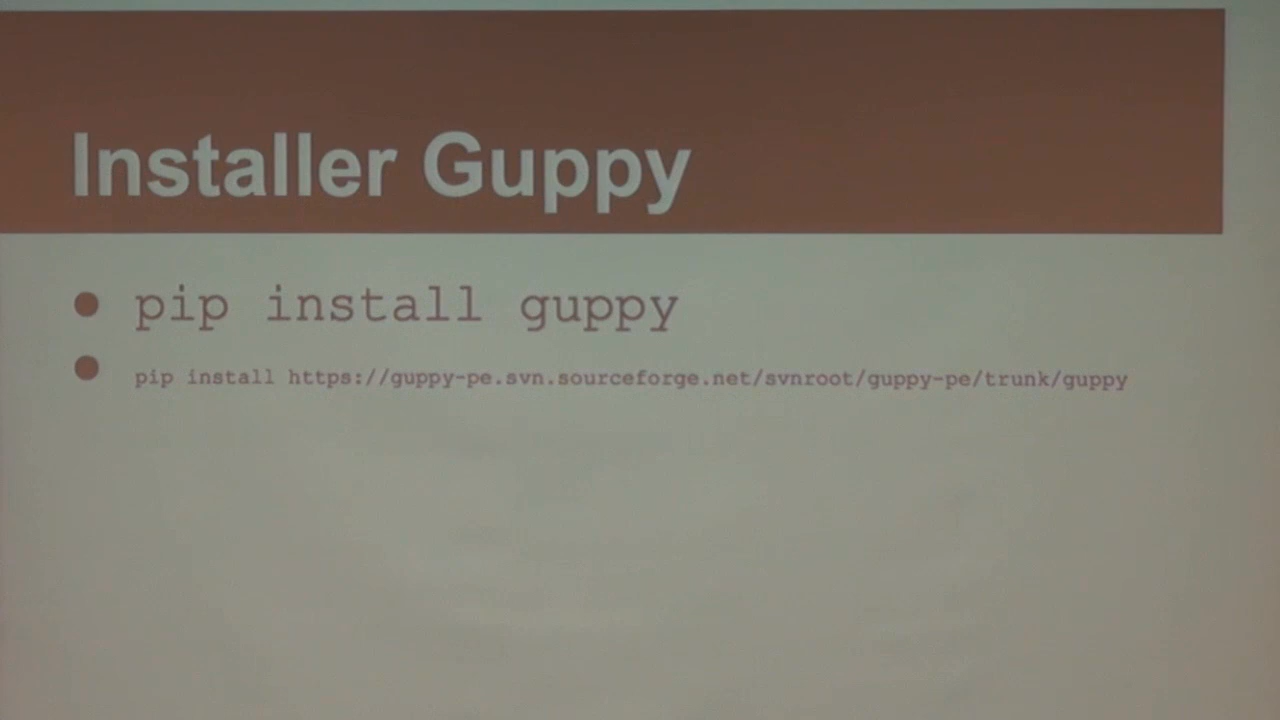 Installer Guppy
pip install guppy
pip install https://guppy-pe.svn.sourceforge.net/svnroot/guppy-pe/trunk/guppy